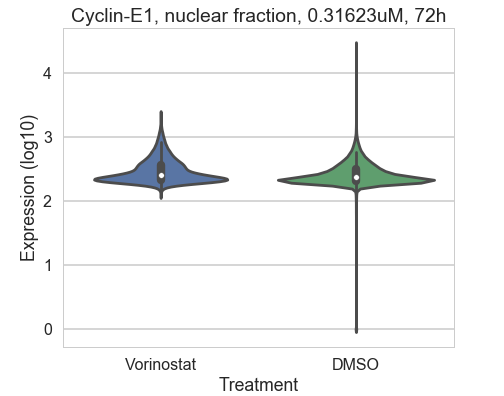 Cyclin-E1, nuclear fraction, 0.31623uM, 72h
Expression (log10)
4
3
2
1
0
Vorinostat
DMSO
Treatment